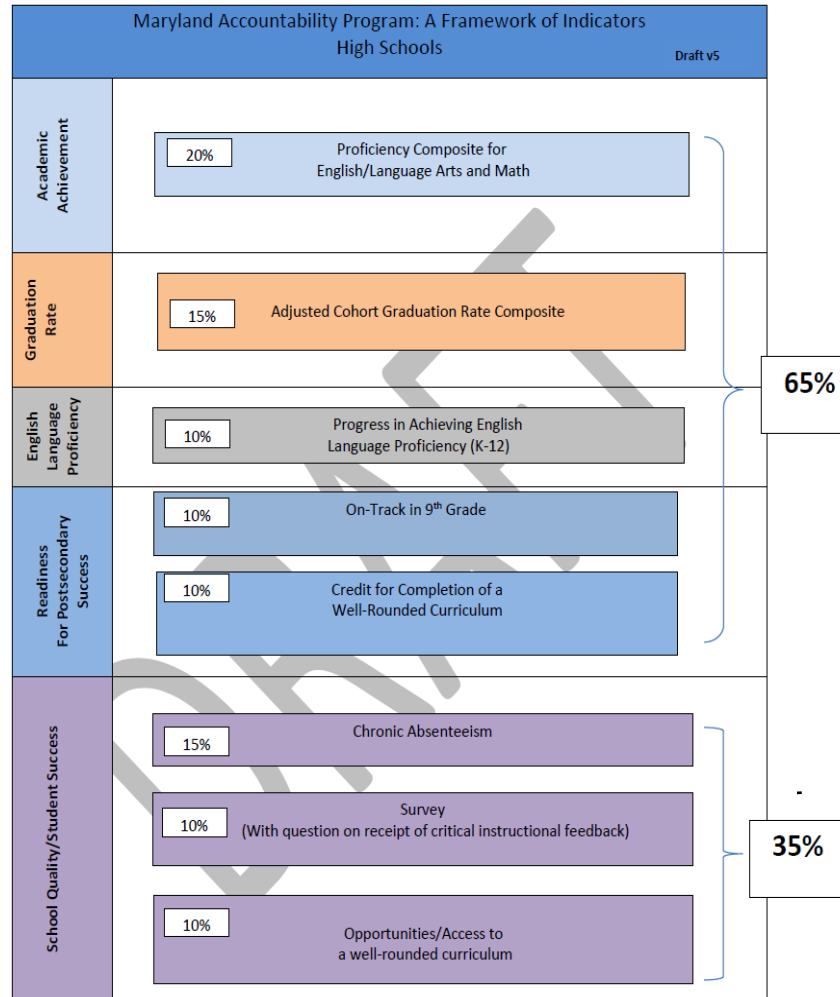 Maryland Accountability Program: A Framework of Indicators
High Schools
Draft v5
Academic
Achievement
20%
Proficiency Composite for
English/Language Arts and Math
Graduation
Rate
15%
Adjusted Cohort Graduation Rate Composite
65%
English
Language
Proficiency
10%
Progress in Achieving English
Language Proficiency (K-12)
Readiness
For Postsecondary
Success
10%
On-Track in 9th Grade
10%
Credit for Completion of a
Well-Rounded Curriculum
School Quality/Student Success
15%
Chronic Absenteeism
10%
Survey
(With question on receipt of critical instructional feedback)
-
35%
10%
Opportunities/Access to
a well-rounded curriculum
DRAFT